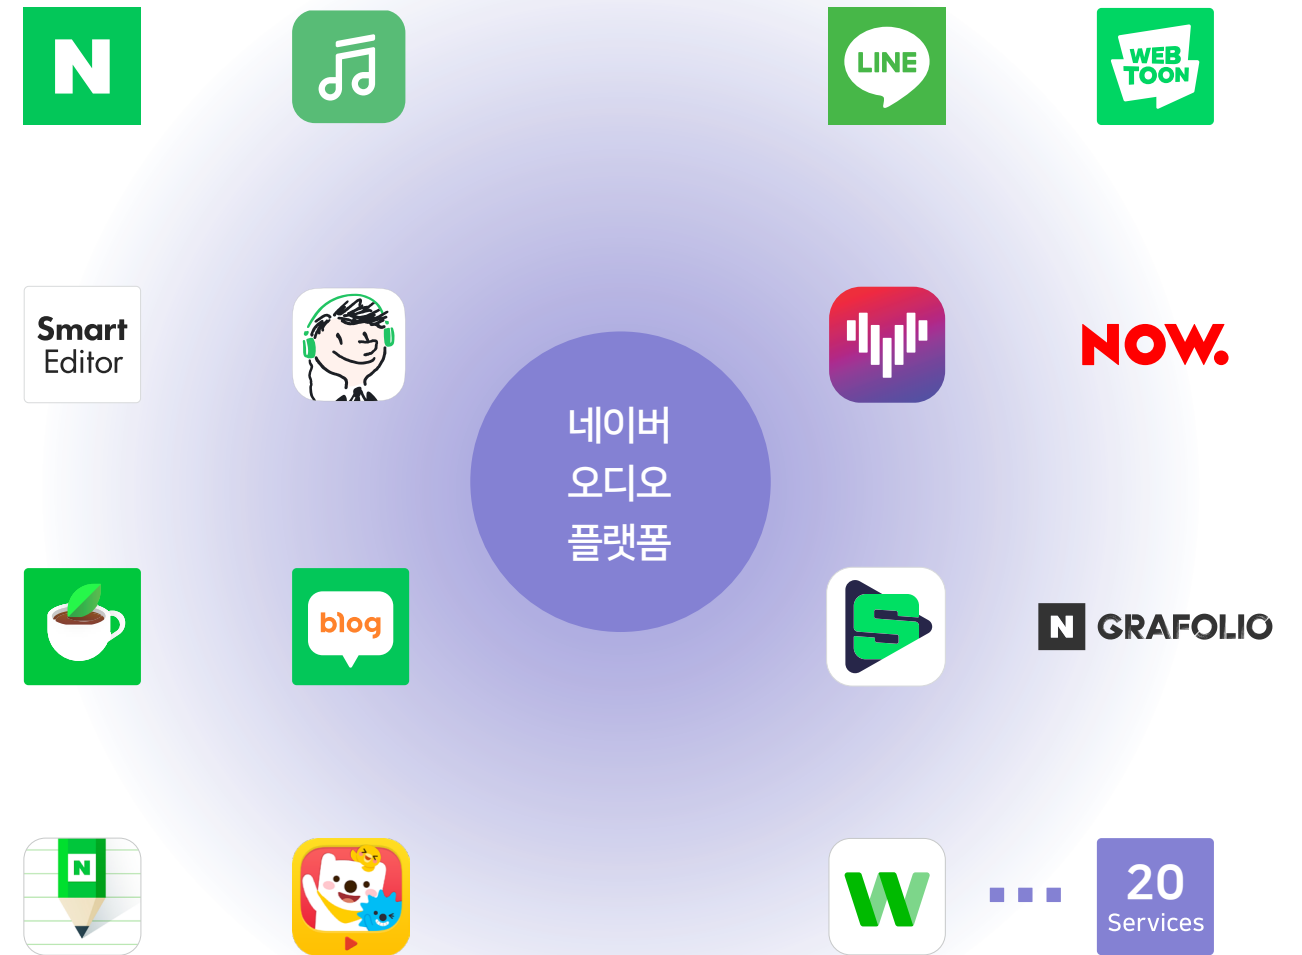 N
LINE
WEB
TOON
Smart
Editor
NOW.
네이버
오디오
플랫폼
blog
S
N GRAFOLIO
N
W
20
Services